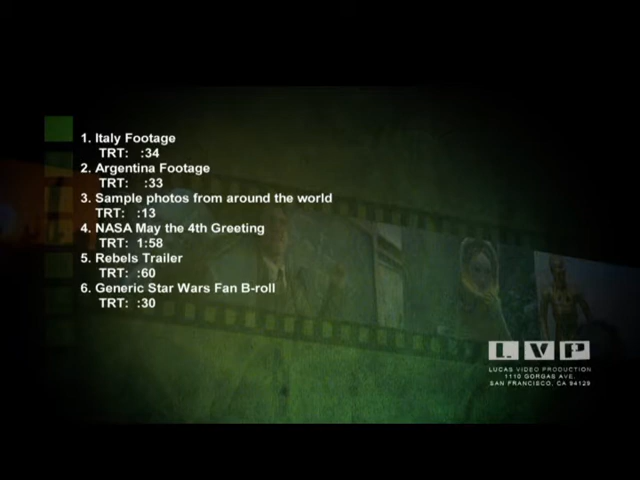 1. Italy Footage
TRT: :34
2. Argentina Footage
TRT: :33
3. Sample photos from around the world
TRT: :13
4. NASA May the 4th Greeting
TRT: 1:58
5. Rebels Trailer
TRT: :60
6. Generic Star Wars Fan B-roll
TRT: :30
LVP
LUCAS VIDEO PRODUCTION
1110 GORGAS AVE.
SAN FRANCISCO, CA 94129